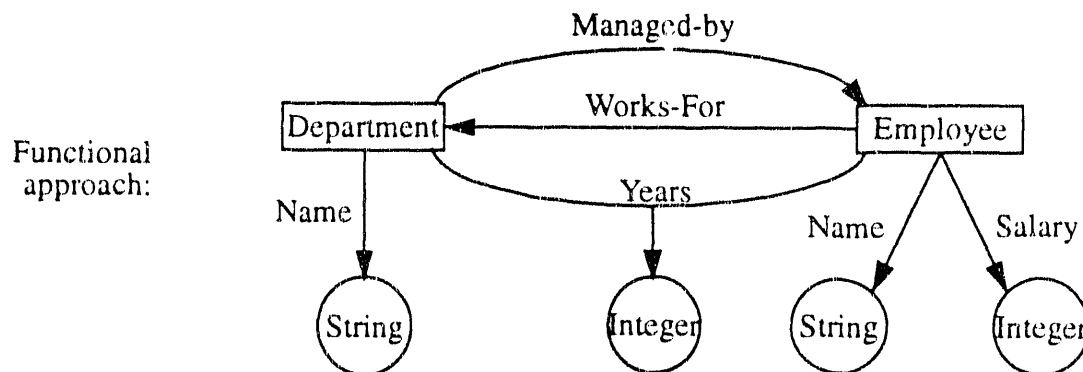 Managed-by
Works-For
Department
Employee
Functional
approach:
Years
Name
Name
Salary
String
Integer
String
Integer